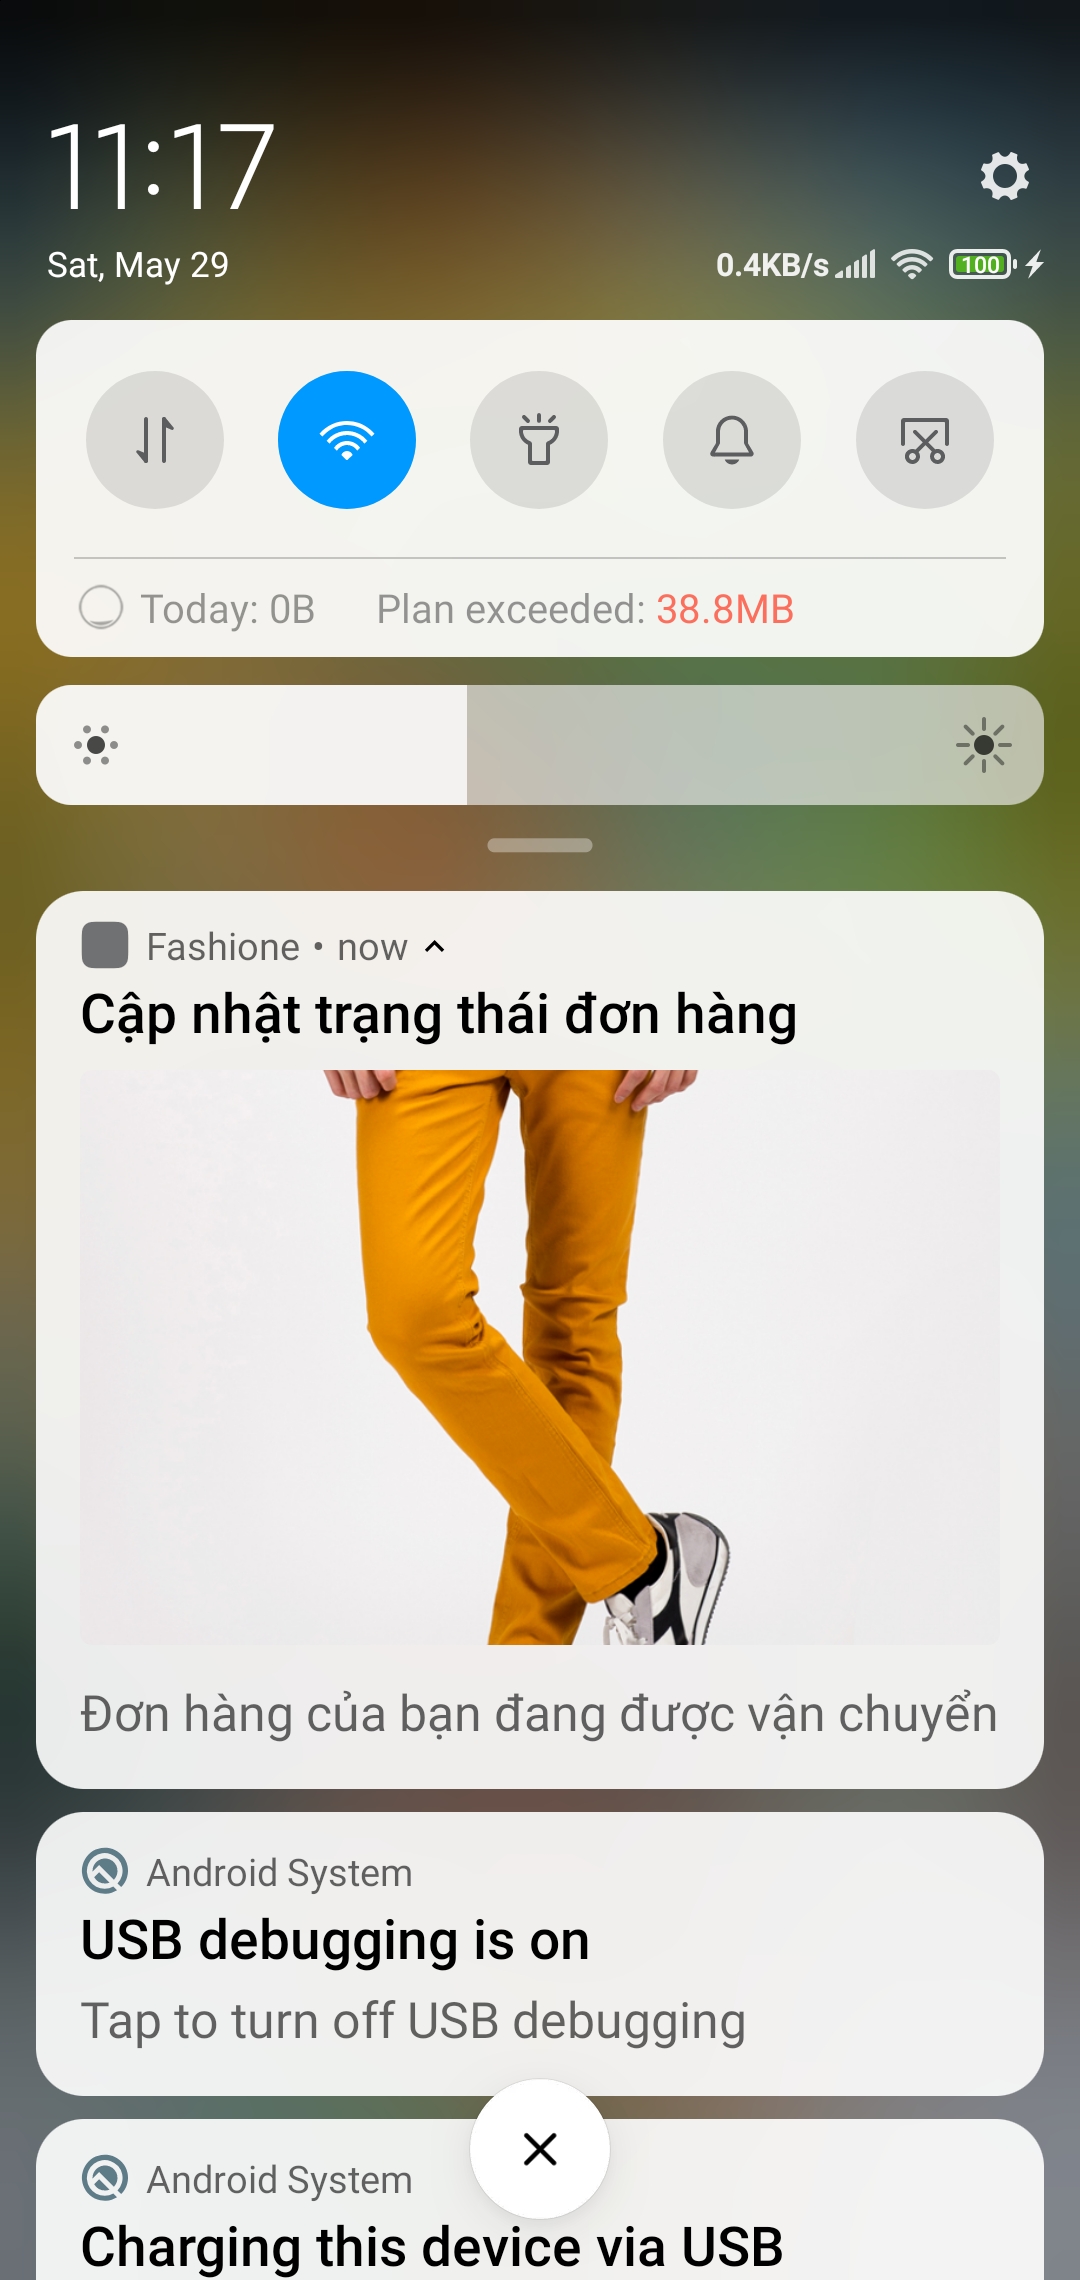 11:17
Sat, May 29
0.4KB/s 100
Today: 0B Plan exceeded: 38.8MB
Fashione • now
Cập nhật trạng thái đơn hàng
Đơn hàng của bạn đang được vận chuyển
Android System
USB debugging is on
Tap to turn off USB debugging
Android System
Charging this device via USB